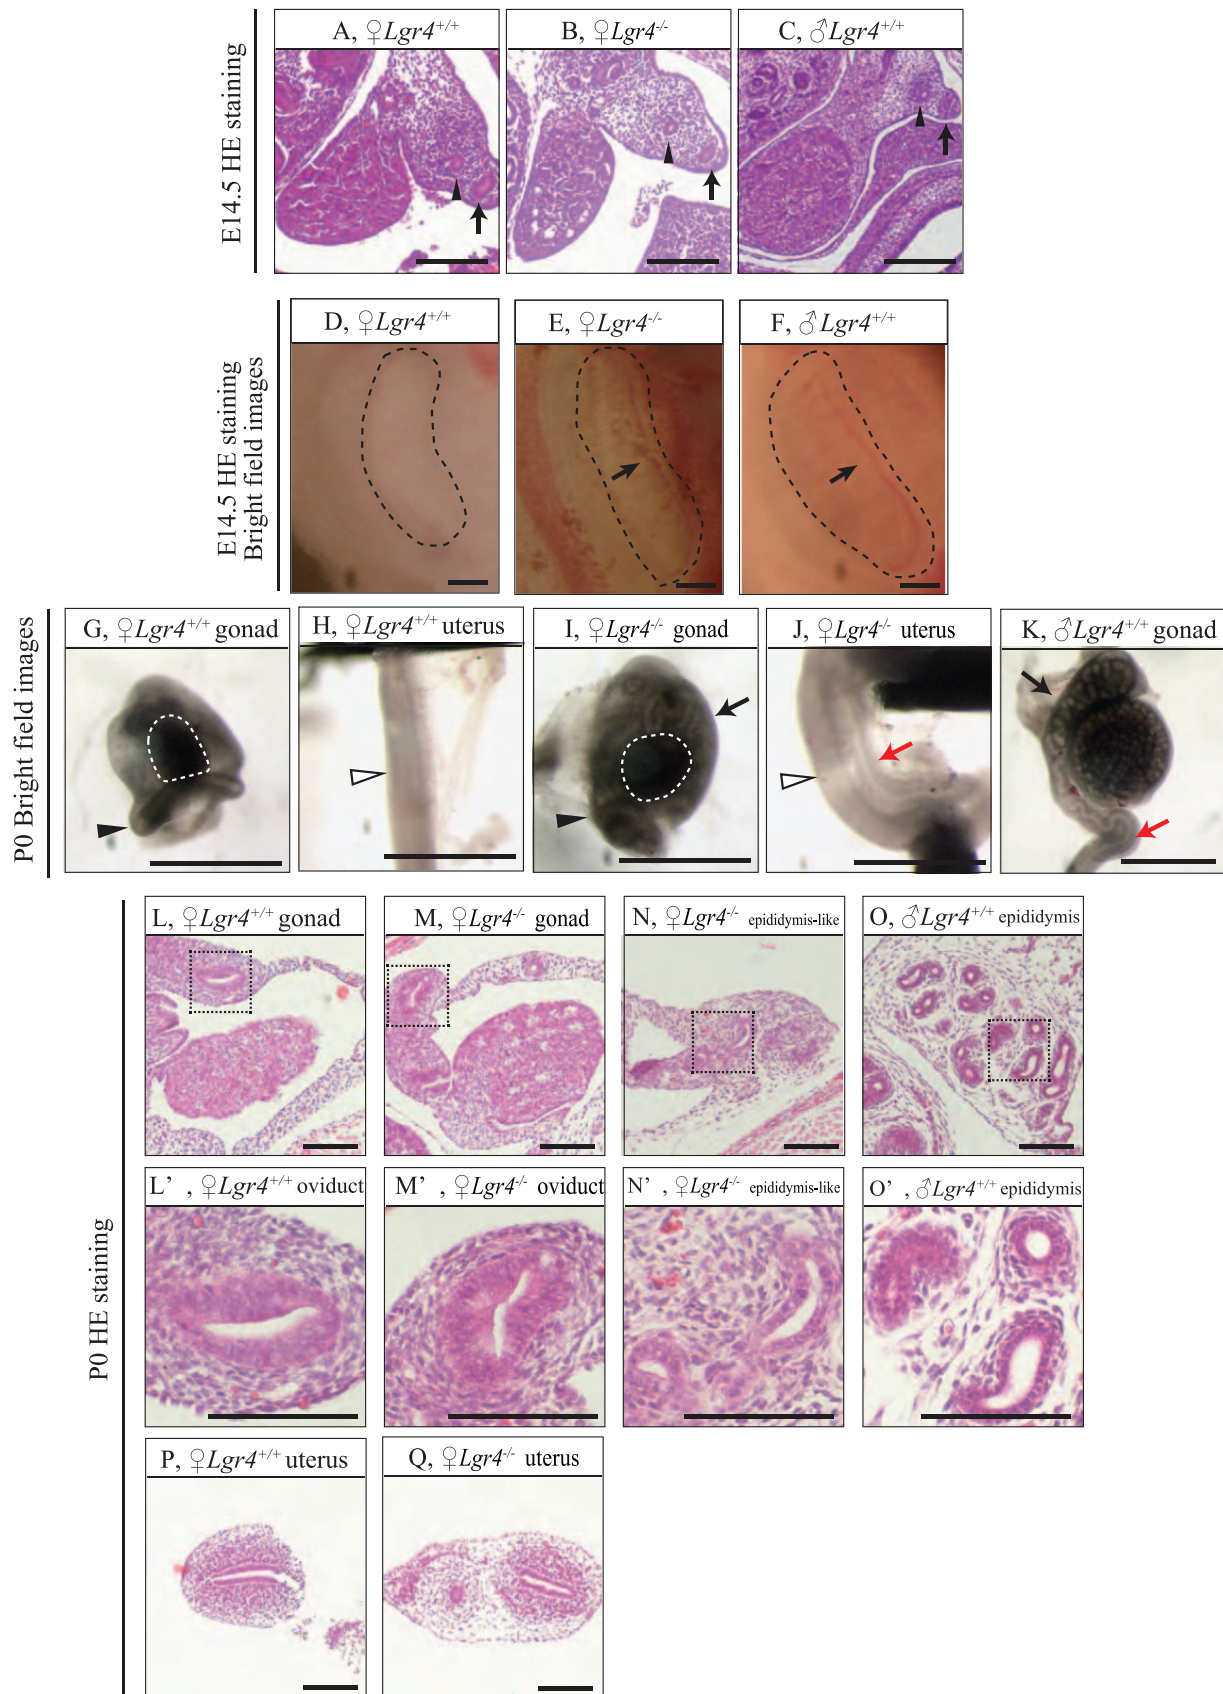 E14.5 HE staining
A, ♀Lgr4+/+
B, ♀Lgr4-/-
C, ♂Lgr4+/+
E14.5 HE staining
Bright field images
D, ♀Lgr4+/+
E, ♀Lgr4-/-
F, ♂Lgr4+/+
P0 Bright field images
G, ♀Lgr4+/+ gonad
H, ♀Lgr4+/+ uterus
I, ♀Lgr4-/- gonad
J, ♀Lgr4-/- uterus
K, ♂Lgr4+/+ gonad
P0 HE staining
L, ♀Lgr4+/+ gonad
M, ♀Lgr4-/- gonad
N, ♀Lgr4-/- epididymis-like
O, ♂Lgr4+/+ epididymis
L’ , ♀Lgr4+/+ oviduct
M’ , ♀Lgr4-/- oviduct
N’ , ♀Lgr4-/- epididymis-like
O’ , ♂Lgr4+/+ epididymis
P, ♀Lgr4+/+ uterus
Q, ♀Lgr4-/- uterus